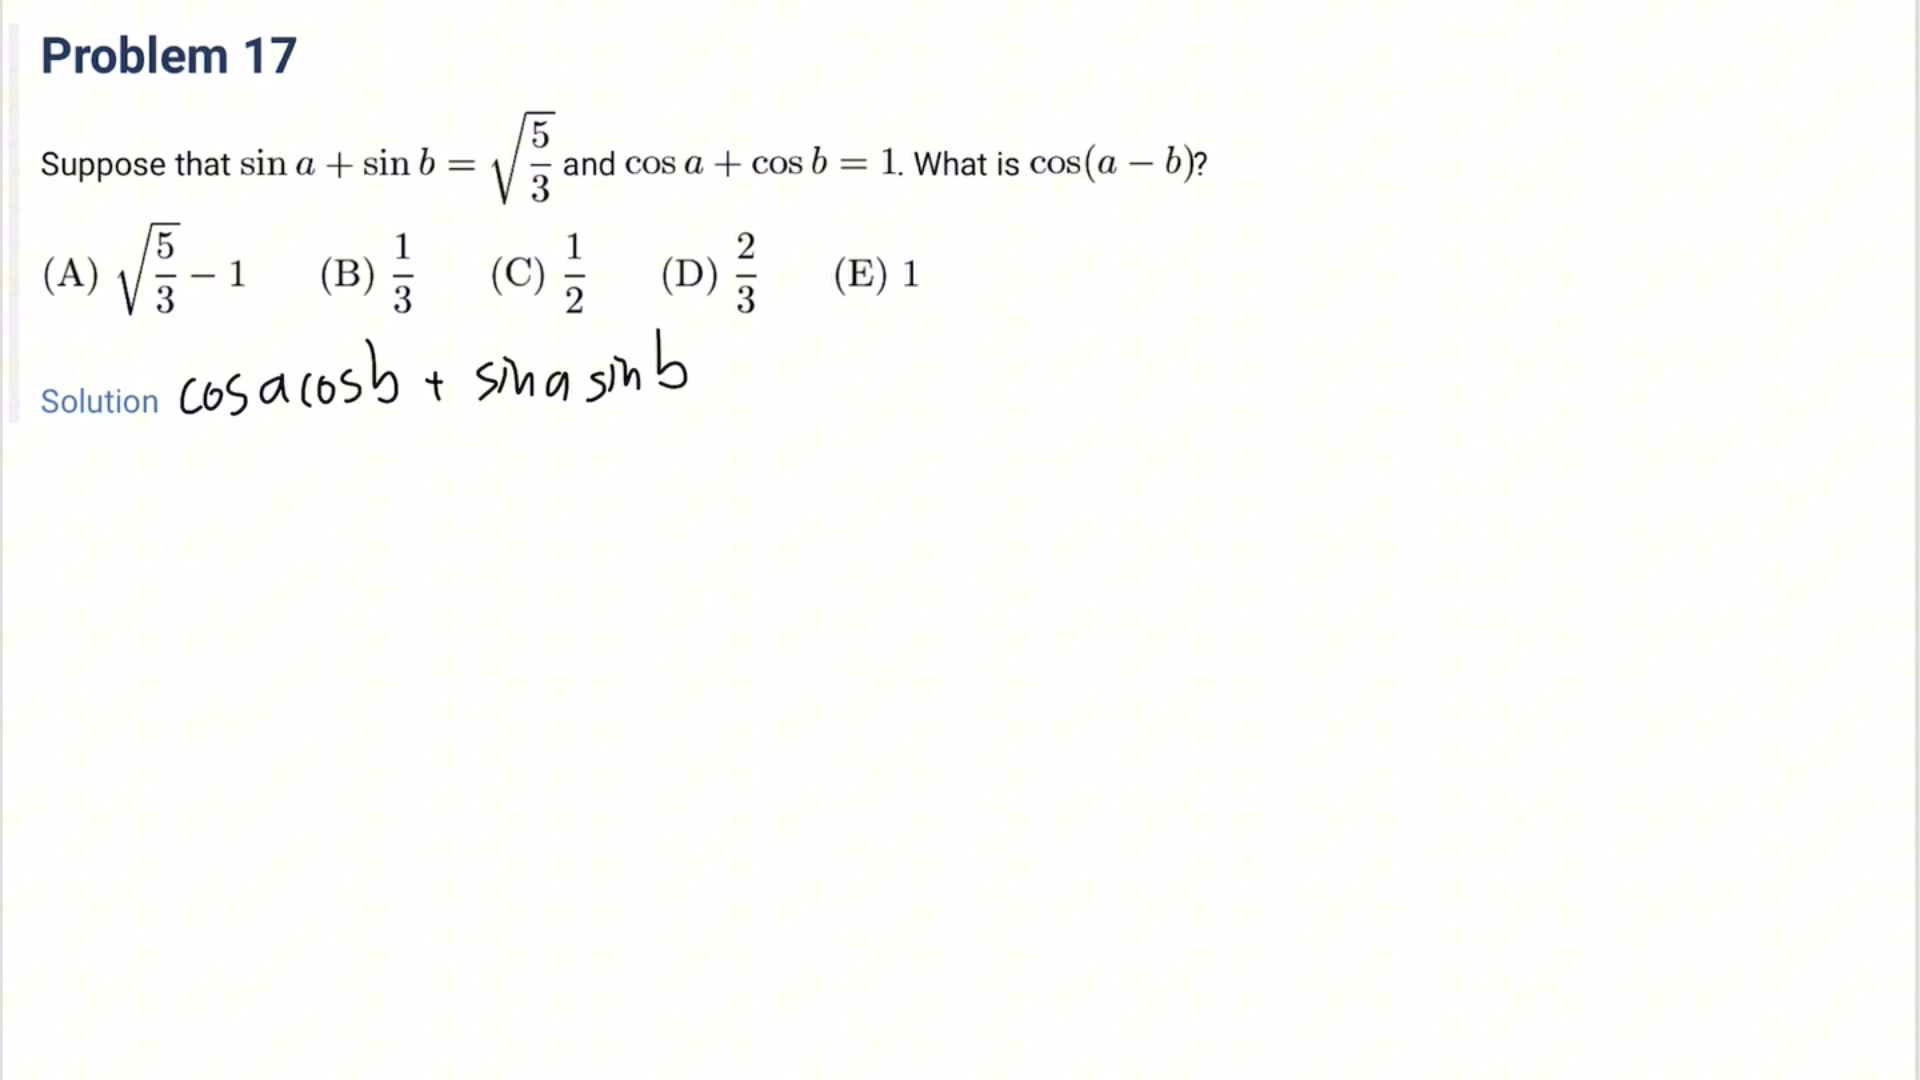 Problem 17
Suppose that sin a + sin b = √(5/3) and cos a + cos b = 1. What is cos(a − b)?
(A) √(5/3) − 1 (B) 1/3 (C) 1/2 (D) 2/3 (E) 1
Solution cos a cos b + sin a sin b